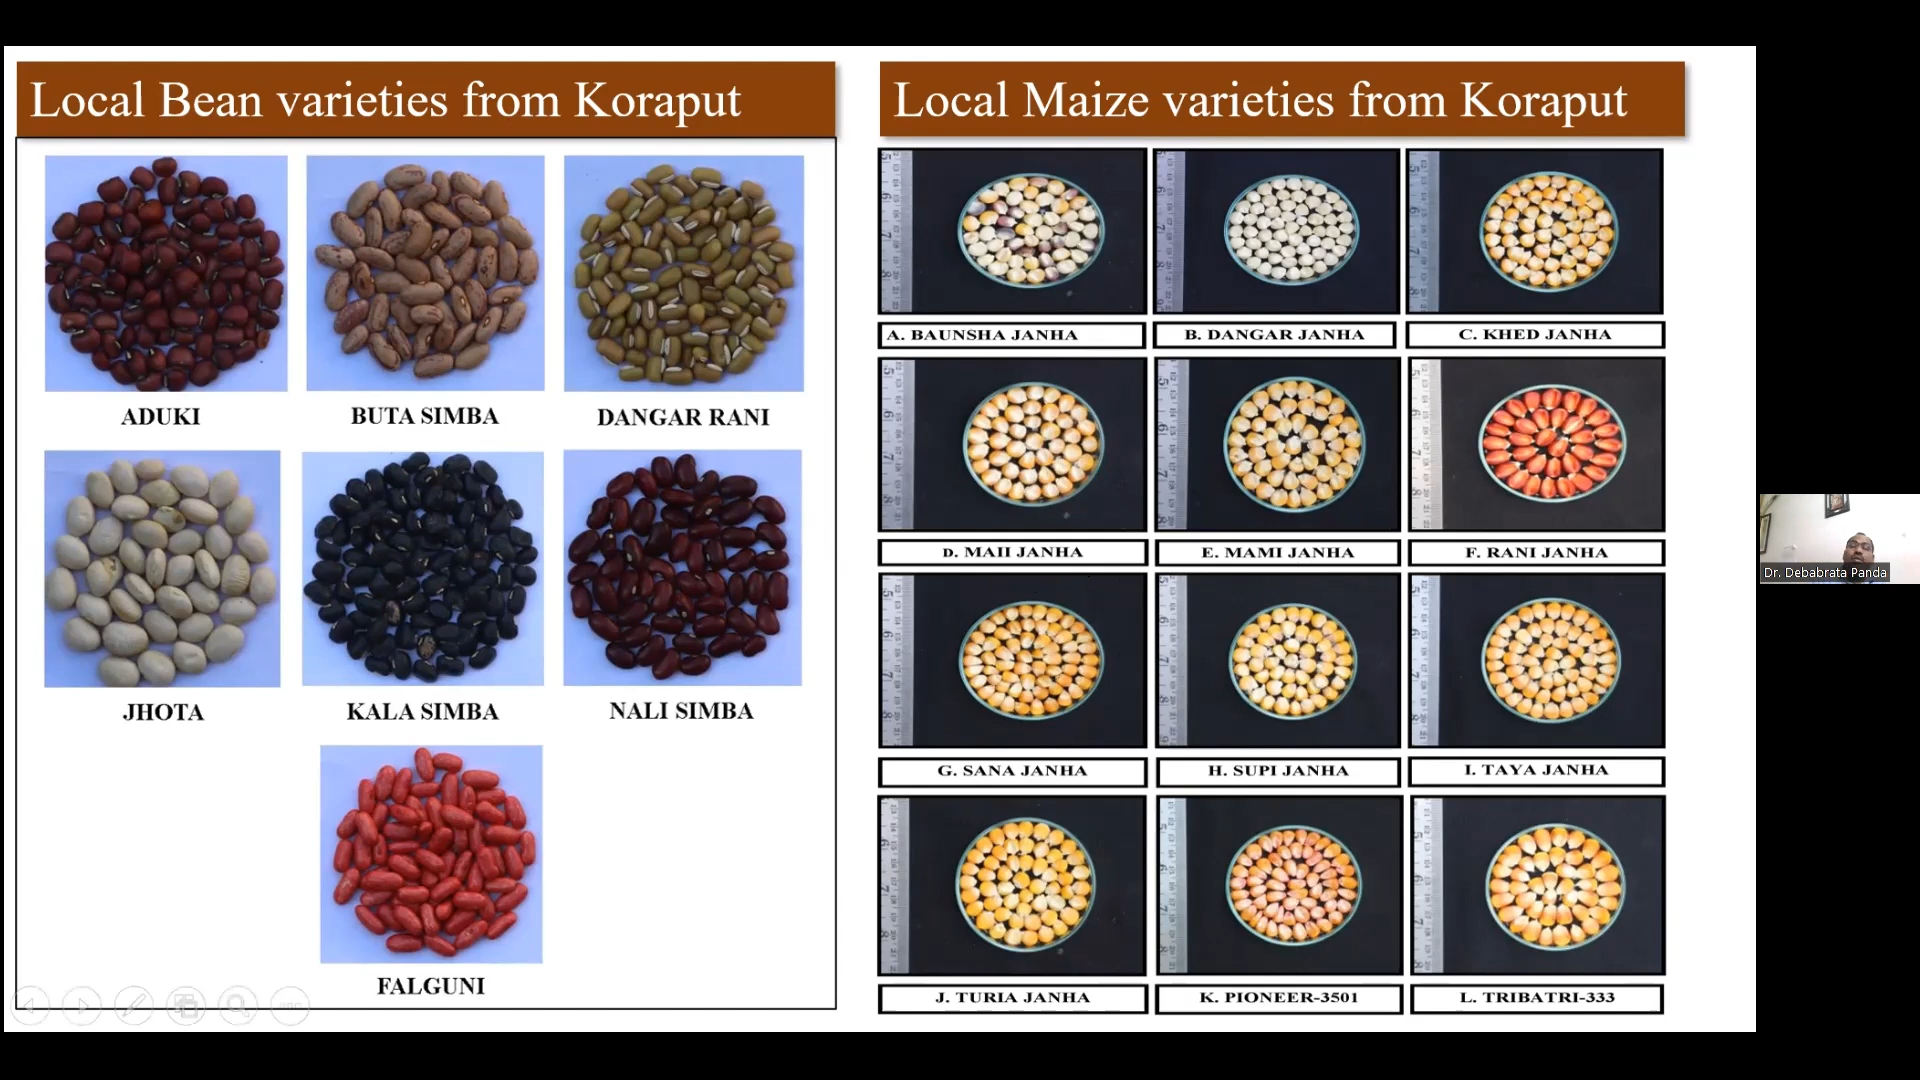 Local Bean varieties from Koraput
ADUKI
BUTA SIMBA
DANGAR RANI
JHOTA
KALA SIMBA
NALI SIMBA
FALGUNI
Local Maize varieties from Koraput
A. BAUNSHA JANHA
B. DANGAR JANHA
C. KHED JANHA
D. MAII JANHA
E. MAMI JANHA
F. RANI JANHA
G. SANA JANHA
H. SUPI JANHA
I. TAYA JANHA
J. TURIA JANHA
K. PIONEER-3501
L. TRIBATRI-333
Dr. Debabrata Panda